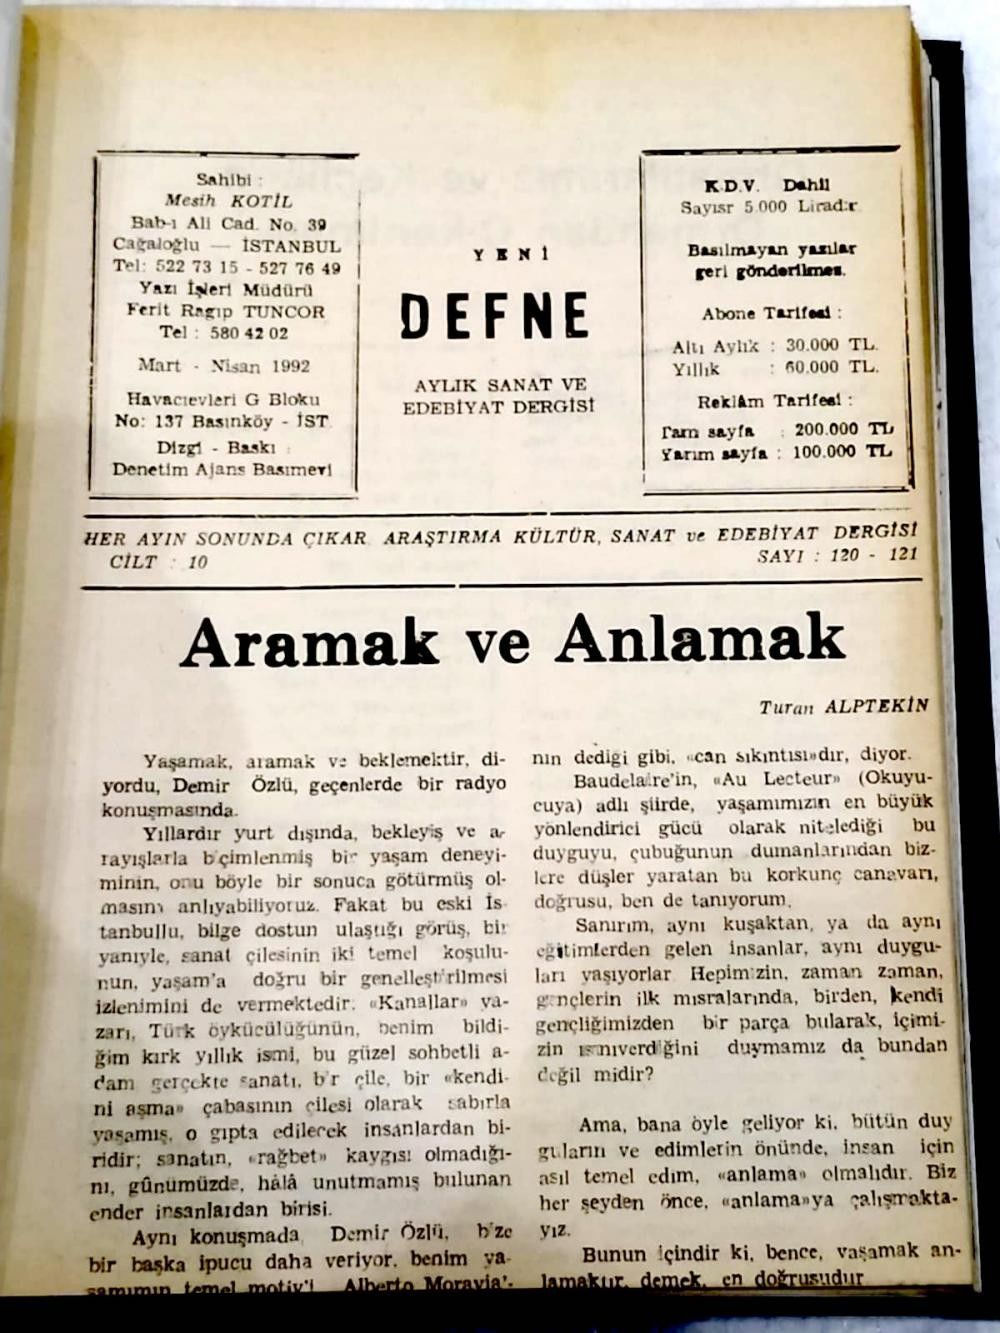 Sahibi :
Mesih KOTİL
Bab-ı Ali Cad. No. 39
Cağaloğlu — İSTANBUL
Tel: 522 73 15 - 527 76 49
Yazı İşleri Müdürü
Ferit Ragıp TUNCOR
Tel : 580 42 02
Mart - Nisan 1992
Havacıevleri G Bloku
No: 137 Basınköy - İST.
Dizgi - Baskı :
Denetim Ajans Basımevi
YENİ
DEFNE
AYLIK SANAT VE
EDEBİYAT DERGİSİ
K.D.V. Dahil
Sayısı 5.000 Liradır
Basılmayan yazılar
geri gönderilmez.
Abone Tarifesi :
Altı Aylık : 30.000 TL.
Yıllık : 60.000 TL.
Reklâm Tarifesi :
Tam sayfa : 200.000 TL
Yarım sayfa : 100.000 TL
HER AYIN SONUNDA ÇIKAR ARAŞTIRMA KÜLTÜR, SANAT ve EDEBİYAT DERGİSİ
CİLT : 10
SAYI : 120 - 121
Aramak ve Anlamak
Turan ALPTEKİN
Yaşamak, aramak ve beklemektir, di-
yordu, Demir Özlü, geçenlerde bir radyo
konuşmasında.
Yıllardır yurt dışında, bekleyiş ve a-
rayışlarla biçimlenmiş bir yaşam deneyi-
minin, onu böyle bir sonuca götürmüş ol-
masını anlıyabiliyoruz. Fakat bu eski İs-
tanbullu, bilge dostun ulaştığı görüş, bir
yanıyle, sanat çilesinin iki temel koşulu-
nun, yaşam'a doğru bir genelleştirilmesi
izlenimini de vermektedir. «Kanallar» ya-
zarı, Türk öykücülüğünün, benim bildi-
ğim kırk yıllık ismi, bu güzel sohbetli a-
dam gerçekte sanatı, bir çile, bir «kendi-
ni aşma» çabasının çilesi olarak sabırla
yaşamış, o gıpta edilecek insanlardan bi-
ridir; sanatın, «rağbet» kaygısı olmadığı-
nı, günümüzde, hâlâ unutmamış bulunan
ender insanlardan birisi.
Aynı konuşmada Demir Özlü, bize
bir başka ipucu daha veriyor, benim ya-
şamımın temel motiv'i Alberto Moravia'-
nın dediği gibi, «can sıkıntısı»dır, diyor.
Baudelaire'in, «Au Lecteur» (Okuyu-
cuya) adlı şiirde, yaşamımızın en büyük
yönlendirici gücü olarak nitelediği bu
duyguyu, çubuğunun dumanlarından biz-
lere düşler yaratan bu korkunç canavarı,
doğrusu, ben de tanıyorum.
Sanırım, aynı kuşaktan, ya da aynı
eğitimlerden gelen insanlar, aynı duygu-
ları yaşıyorlar. Hepimizin, zaman zaman,
gençlerin ilk mısralarında, birden, kendi
gençliğimizden bir parça bularak, içimi-
zin ısınıverdiğini duymamız da bundan
değil midir?
Ama, bana öyle geliyor ki, bütün duy
guların ve edimlerin önünde, insan için
asıl temel edim, «anlama» olmalıdır. Biz
her şeyden önce, «anlama»ya çalışmakta-
yız.
Bunun içindir ki, bence, yaşamak an-
lamaktır, demek, en doğrusudur